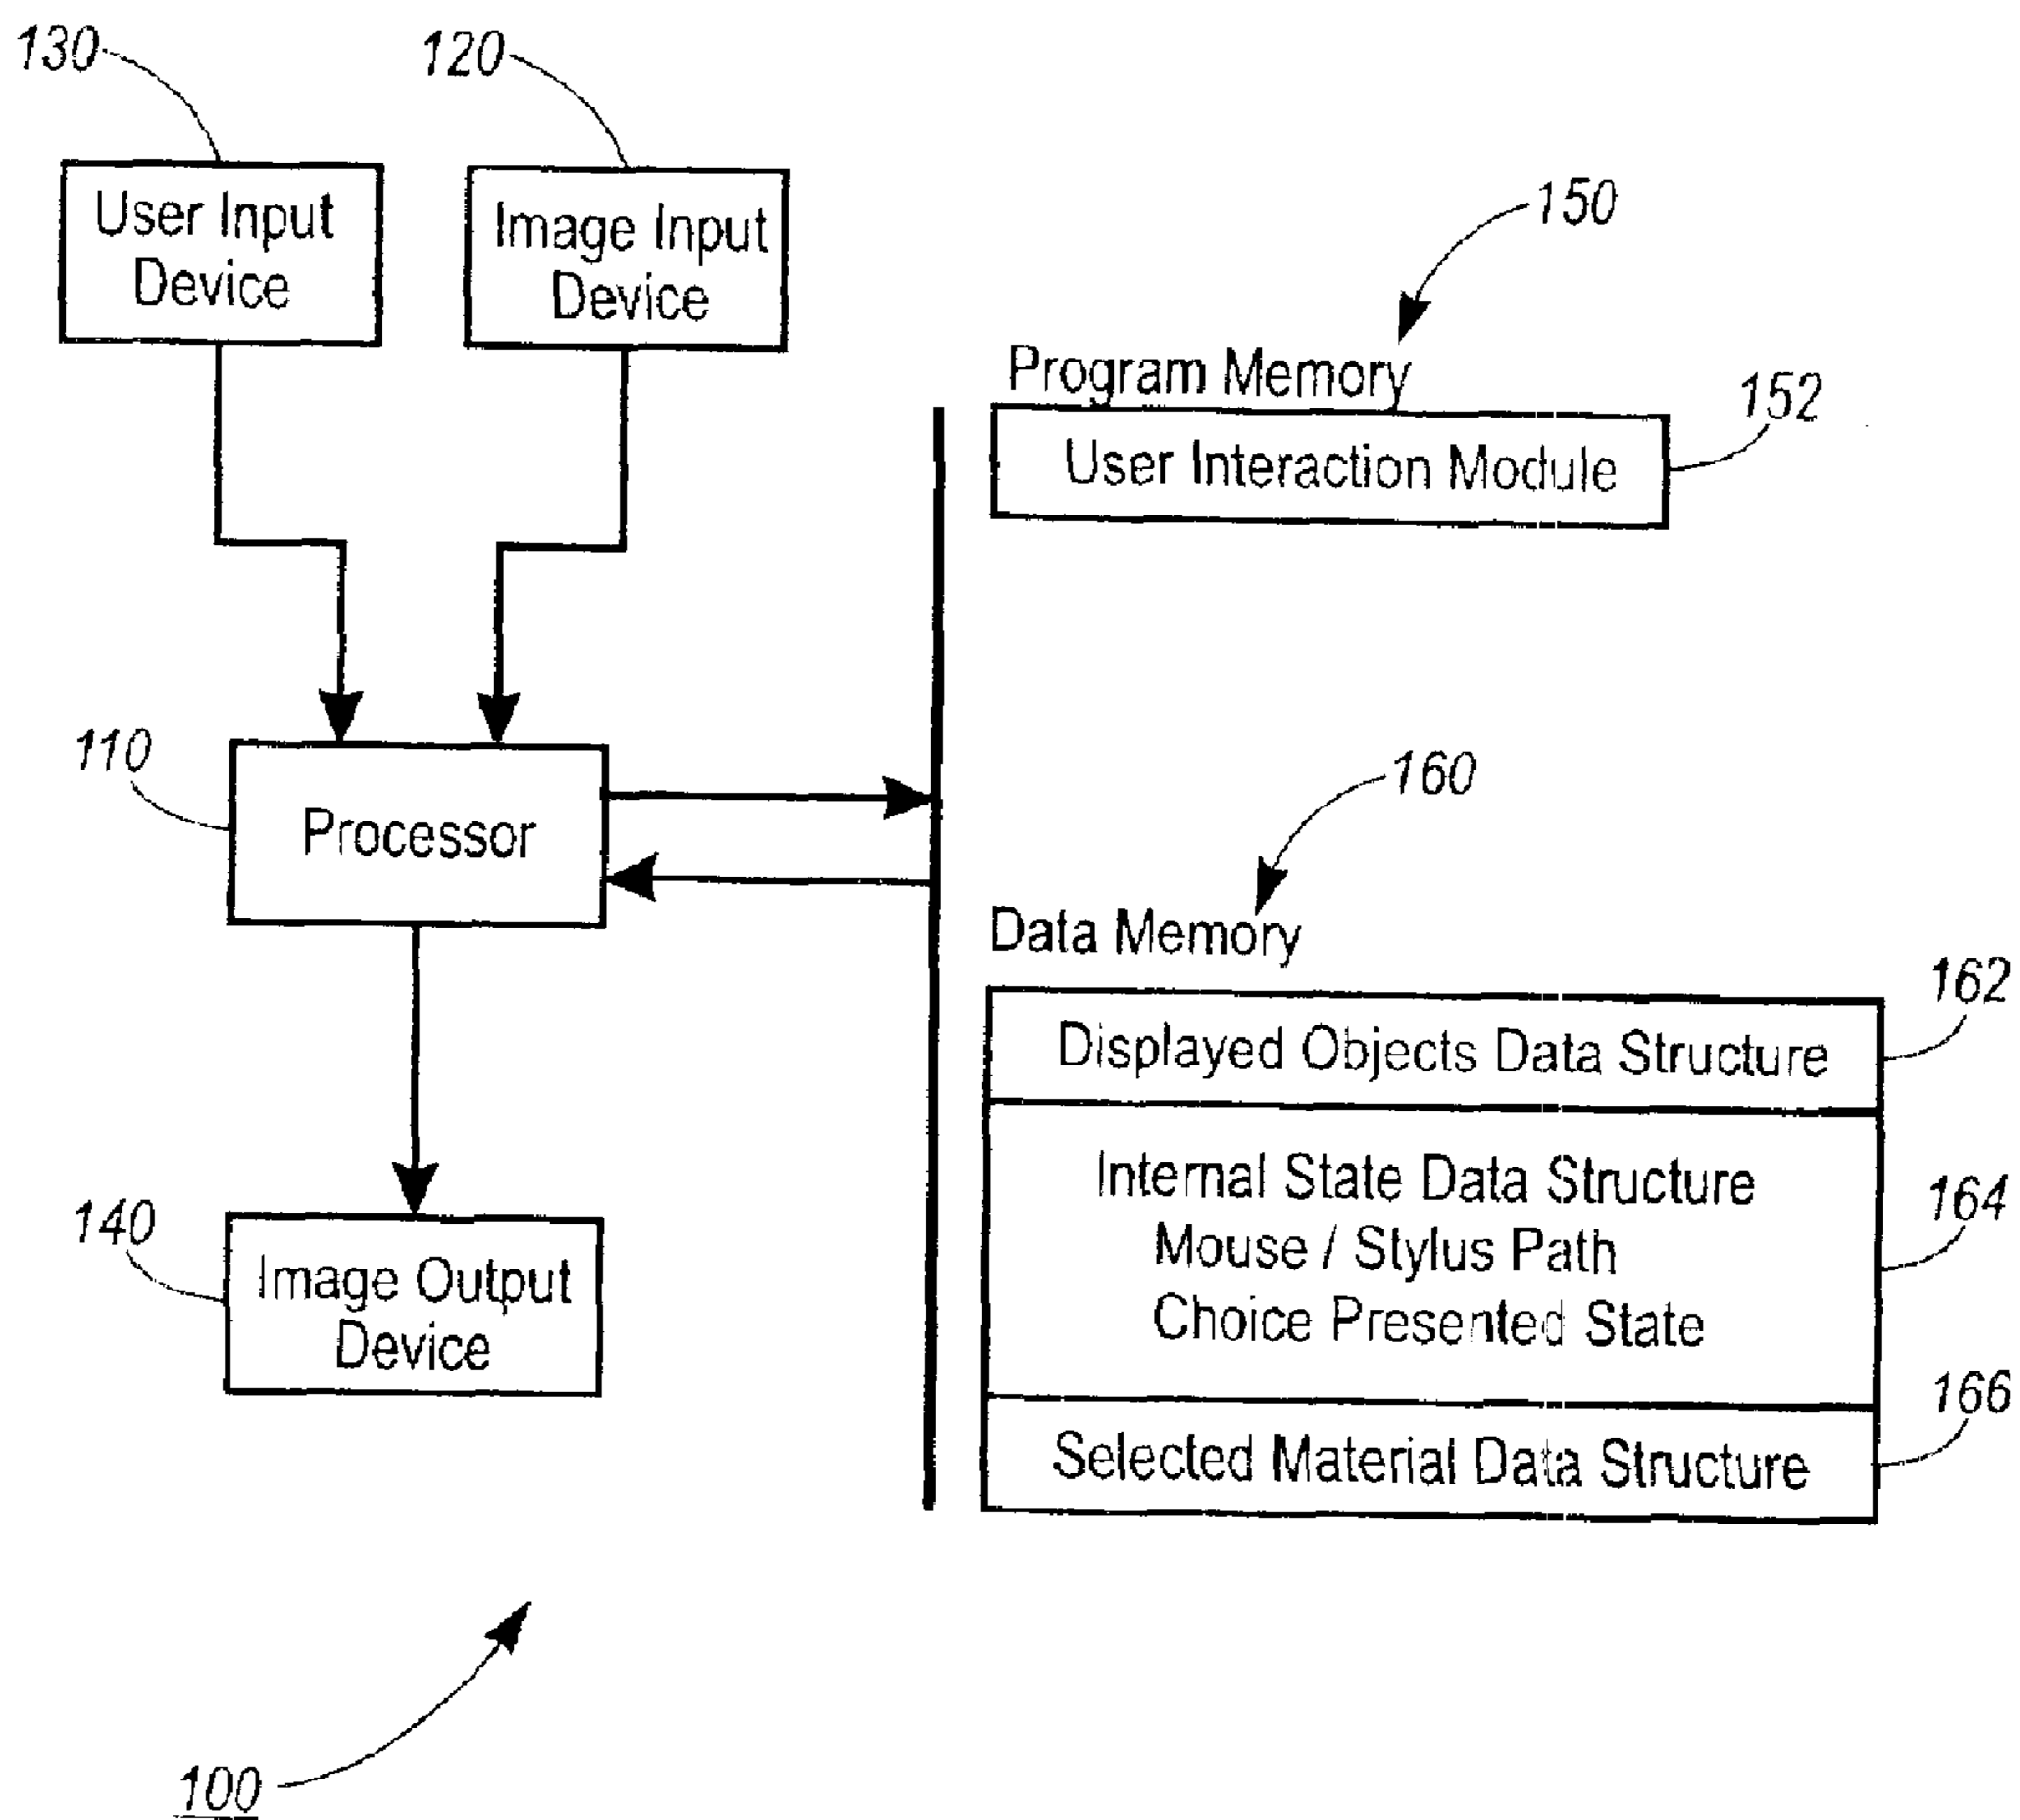 130
120
User Input
Device
Image Input
Device
150
Program Memory
152
User Interaction Module
110
Processor
160
Data Memory
162
Displayed Objects Data Structure
Internal State Data Structure
Mouse / Stylus Path
Choice Presented State
164
140
Image Output
Device
166
Selected Material Data Structure
100